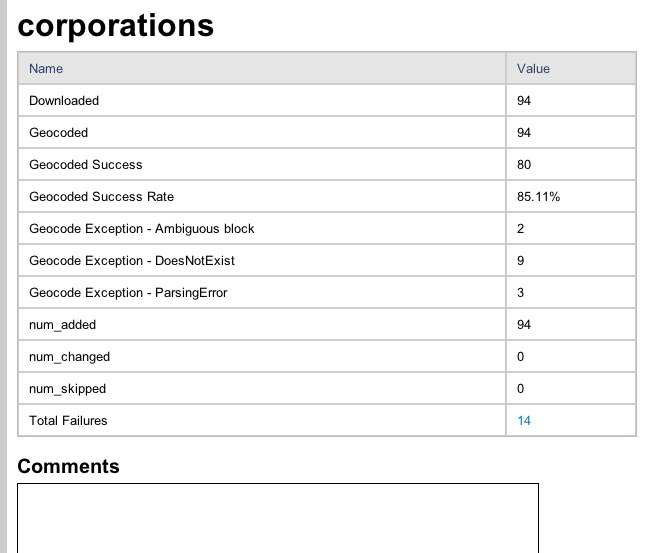 corporations
Name Value
Downloaded 94
Geocoded 94
Geocoded Success 80
Geocoded Success Rate 85.11%
Geocode Exception - Ambiguous block 2
Geocode Exception - DoesNotExist 9
Geocode Exception - ParsingError 3
num_added 94
num_changed 0
num_skipped 0
Total Failures 14
Comments